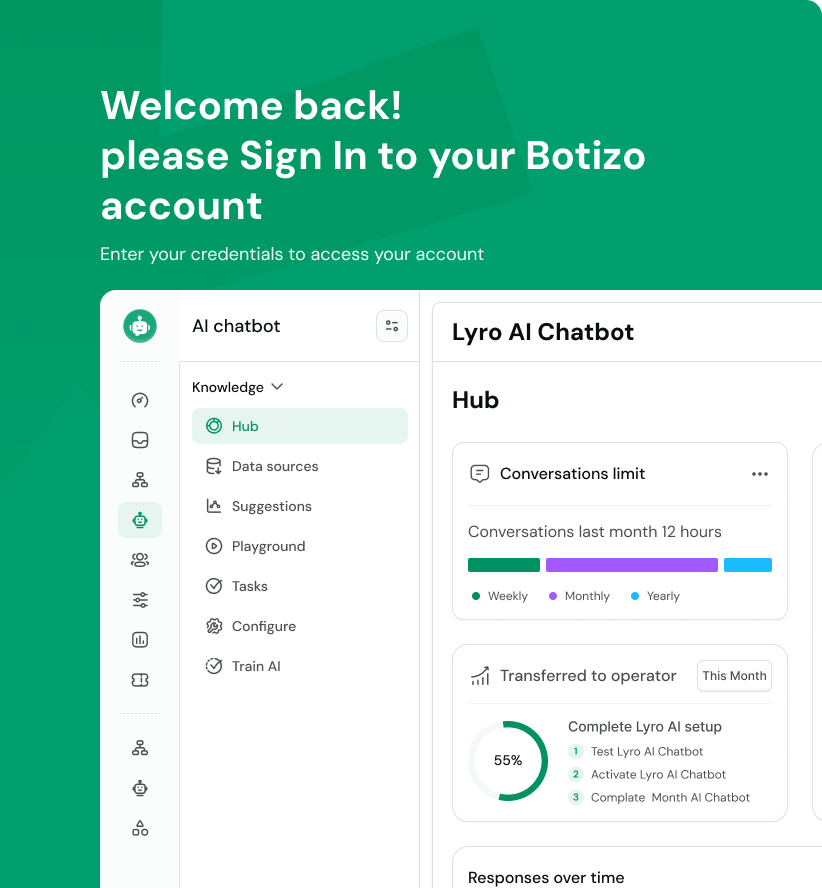 Welcome back!
please Sign In to your Botizo
account
Enter your credentials to access your account
AI chatbot
Knowledge
Hub
Data sources
Suggestions
Playground
Tasks
Configure
Train AI
Lyro AI Chatbot
Hub
Conversations limit
Conversations last month 12 hours
Weekly Monthly Yearly
Transferred to operator This Month
55%
Complete Lyro AI setup
1 Test Lyro AI Chatbot
2 Activate Lyro AI Chatbot
3 Complate Month AI Chatbot
Responses over time